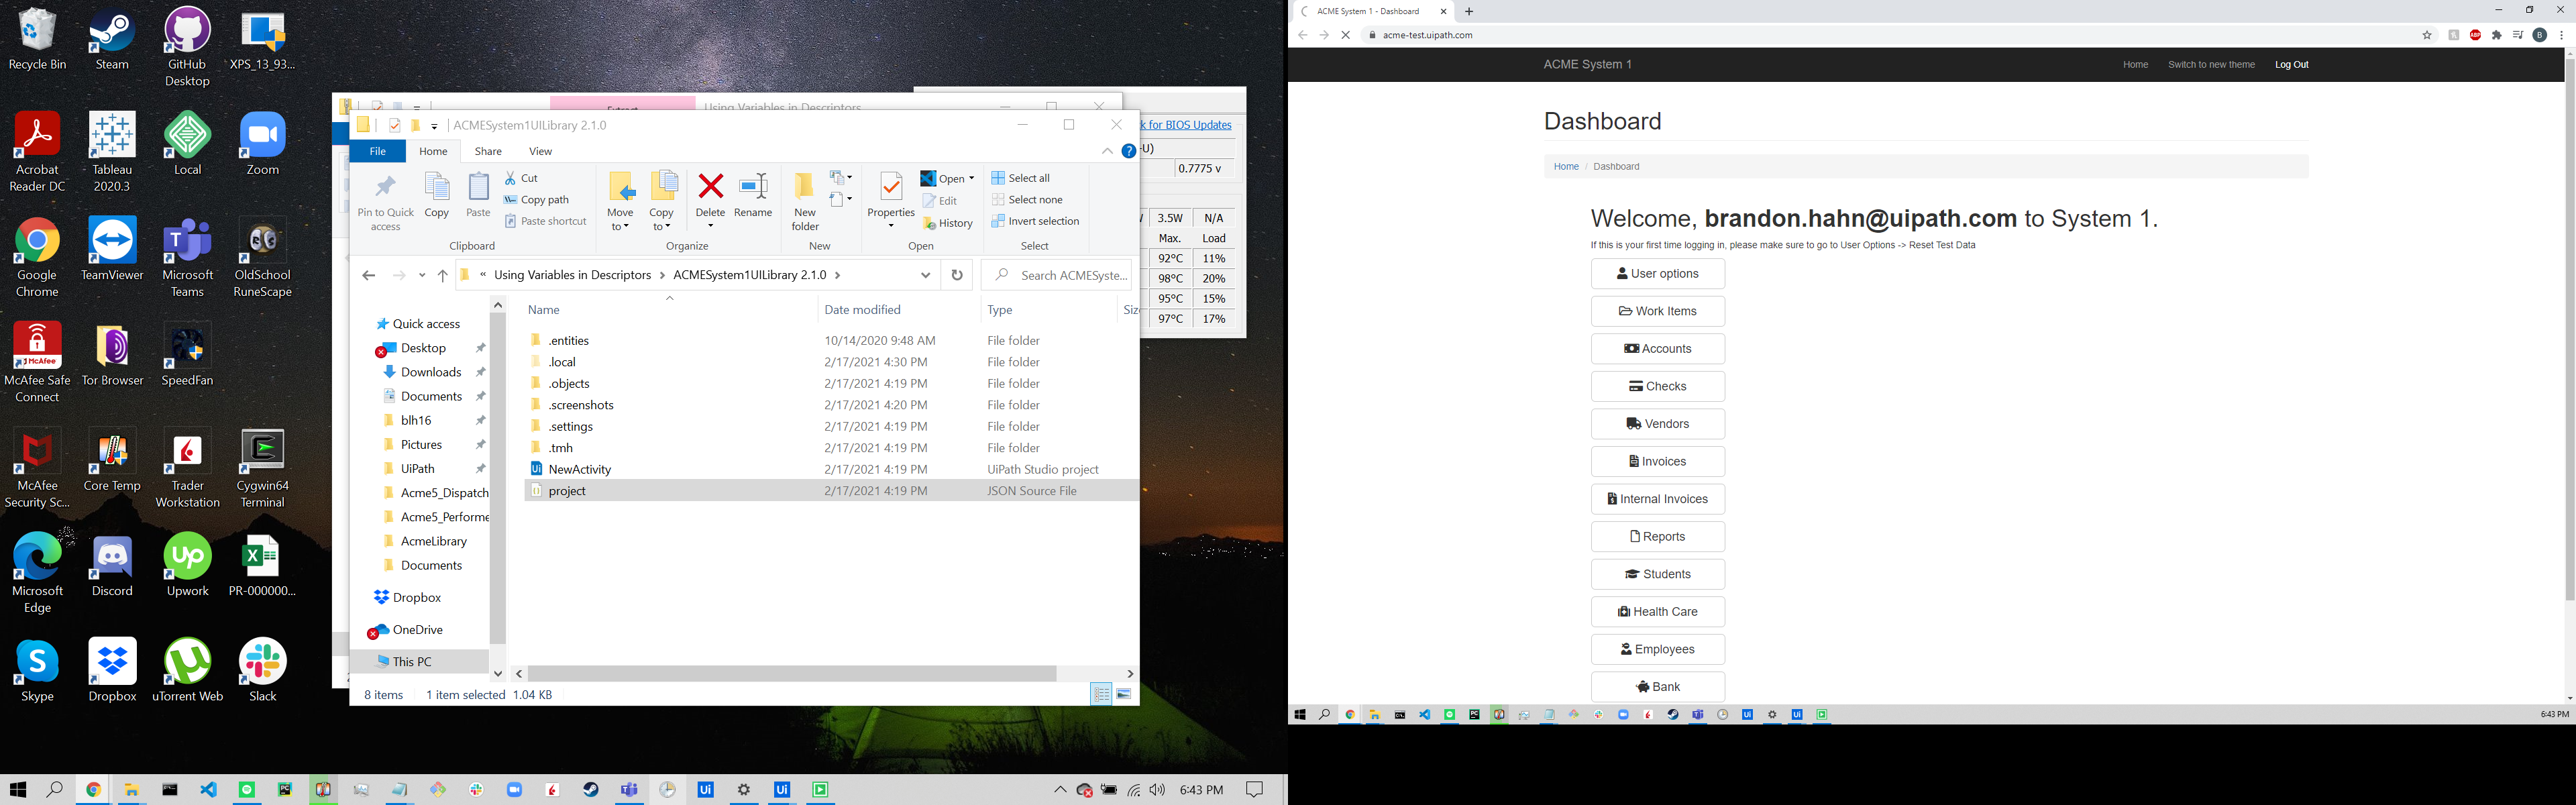 Recycle Bin
Steam
GitHub
Desktop
XPS_13_93...
Acrobat
Reader DC
Tableau
2020.3
Local
Zoom
Google
Chrome
TeamViewer
Microsoft
Teams
OldSchool
RuneScape
McAfee Safe
Connect
Tor Browser
SpeedFan
McAfee
Security Sc...
Core Temp
Trader
Workstation
Cygwin64
Terminal
Microsoft
Edge
Discord
Upwork
PR-000000...
Skype
Dropbox
uTorrent Web
Slack
Using Variables in Descriptors
ACMESystem1UILibrary 2.1.0
File
Home
Share
View
Pin to Quick
access
Copy
Paste
Cut
Copy path
Paste shortcut
Clipboard
Move
to
Copy
to
Delete
Rename
Organize
New
folder
New
Properties
Open
Edit
History
Open
Select all
Select none
Invert selection
Select
« Using Variables in Descriptors > ACMESystem1UILibrary 2.1.0 >
Search ACMESyste...
Quick access
Desktop
Downloads
Documents
blh16
Pictures
UiPath
Acme5_Dispatch
Acme5_Performe
AcmeLibrary
Documents
Dropbox
OneDrive
This PC
Name Date modified Type Siz
.entities 10/14/2020 9:48 AM File folder
.local 2/17/2021 4:30 PM File folder
.objects 2/17/2021 4:19 PM File folder
.screenshots 2/17/2021 4:20 PM File folder
.settings 2/17/2021 4:19 PM File folder
.tmh 2/17/2021 4:19 PM File folder
NewActivity 2/17/2021 4:19 PM UiPath Studio project
project 2/17/2021 4:19 PM JSON Source File
8 items 1 item selected 1.04 KB
k for BIOS Updates
-U)
0.7775 v
3.5W N/A
Max. Load
92°C 11%
98°C 20%
95°C 15%
97°C 17%
6:43 PM
ACME System 1 - Dashboard
acme-test.uipath.com
ACME System 1
Home
Switch to new theme
Log Out
Dashboard
Home / Dashboard
Welcome, brandon.hahn@uipath.com to System 1.
If this is your first time logging in, please make sure to go to User Options -> Reset Test Data
User options
Work Items
Accounts
Checks
Vendors
Invoices
Internal Invoices
Reports
Students
Health Care
Employees
Bank
6:43 PM